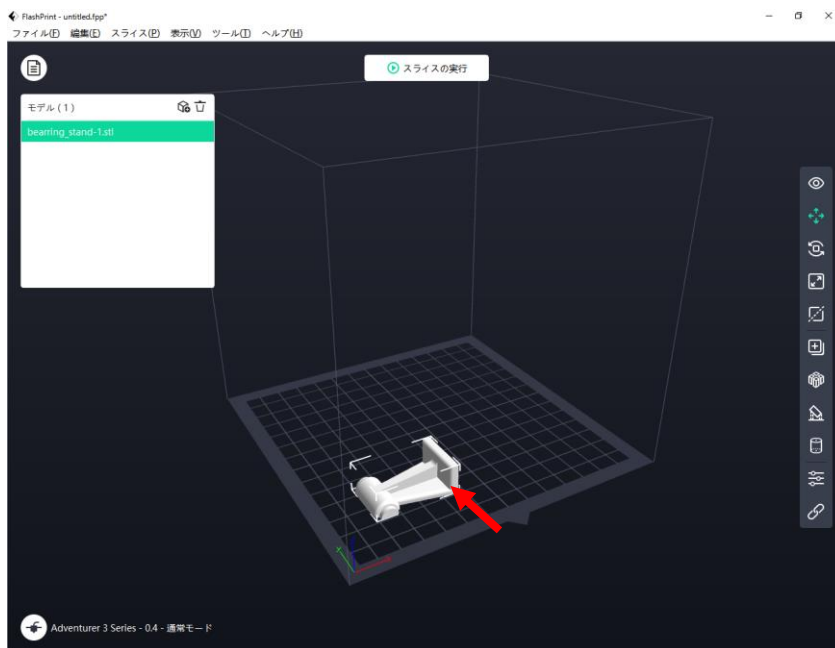 FlashPrint - untitled.fpp*
ファイル(F) 編集(E) スライス(P) 表示(V) ツール(T) ヘルプ(H)
スライスの実行
モデル ( 1 )
bearring_stand-1.stl
Adventurer 3 Series - 0.4 - 通常モード